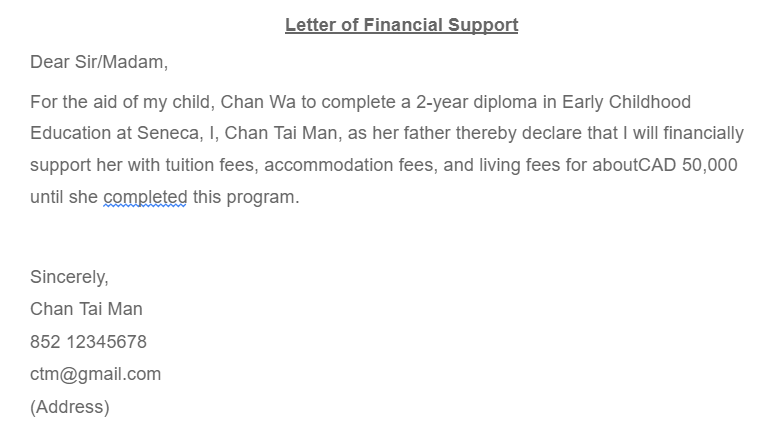 Letter of Financial Support
Dear Sir/Madam,
For the aid of my child, Chan Wa to complete a 2-year diploma in Early Childhood
Education at Seneca, I, Chan Tai Man, as her father thereby declare that I will financially
support her with tuition fees, accommodation fees, and living fees for aboutCAD 50,000
until she completed this program.
Sincerely,
Chan Tai Man
852 12345678
ctm@gmail.com
(Address)